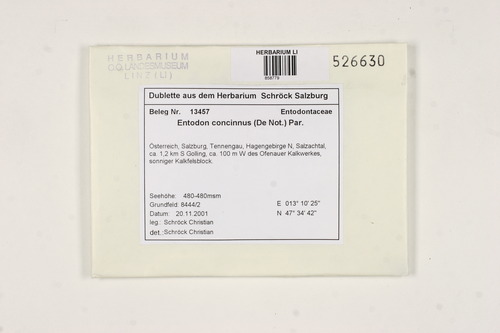 HERBARIUM
O.Ö. LANDESMUSEUM
LINZ (LI)
HERBARIUM LI
526630
Dublette aus dem Herbarium Schröck Salzburg
Beleg Nr. 13457 Entodontaceae
Entodon concinnus (De Not.) Par.
Österreich, Salzburg, Tennengau, Hagengebirge N, Salzachtal,
ca. 1,2 km S Golling, ca. 100 m W des Ofenauer Kalkwerkes,
sonniger Kalkfelsblock.
Seehöhe: 480-480msm
Grundfeld: 8444/2
Datum: 20.11.2001
leg.: Schröck Christian
det.:Schröck Christian
E 013° 10' 25"
N 47° 34' 42"